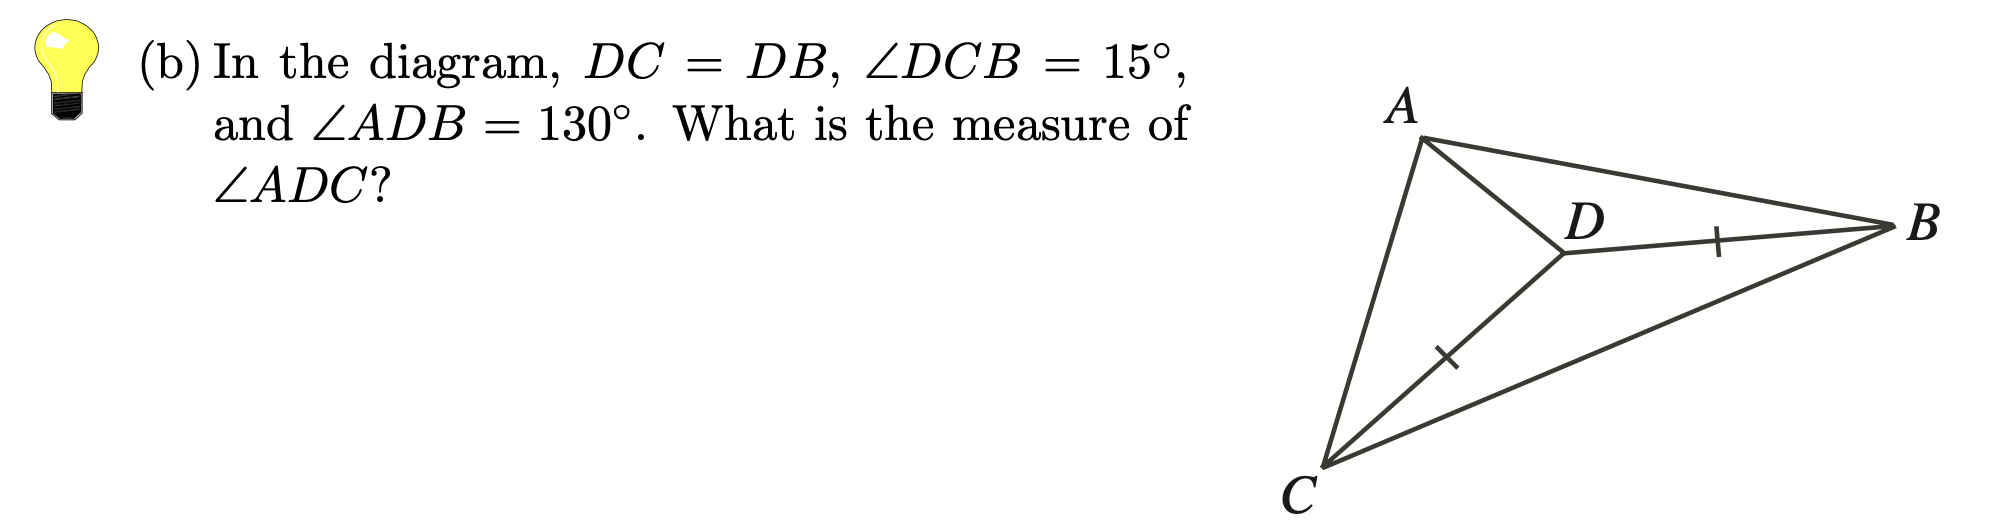 (b) In the diagram, DC = DB, ∠DCB = 15°,
and ∠ADB = 130°. What is the measure of
∠ADC?
A
D
B
C